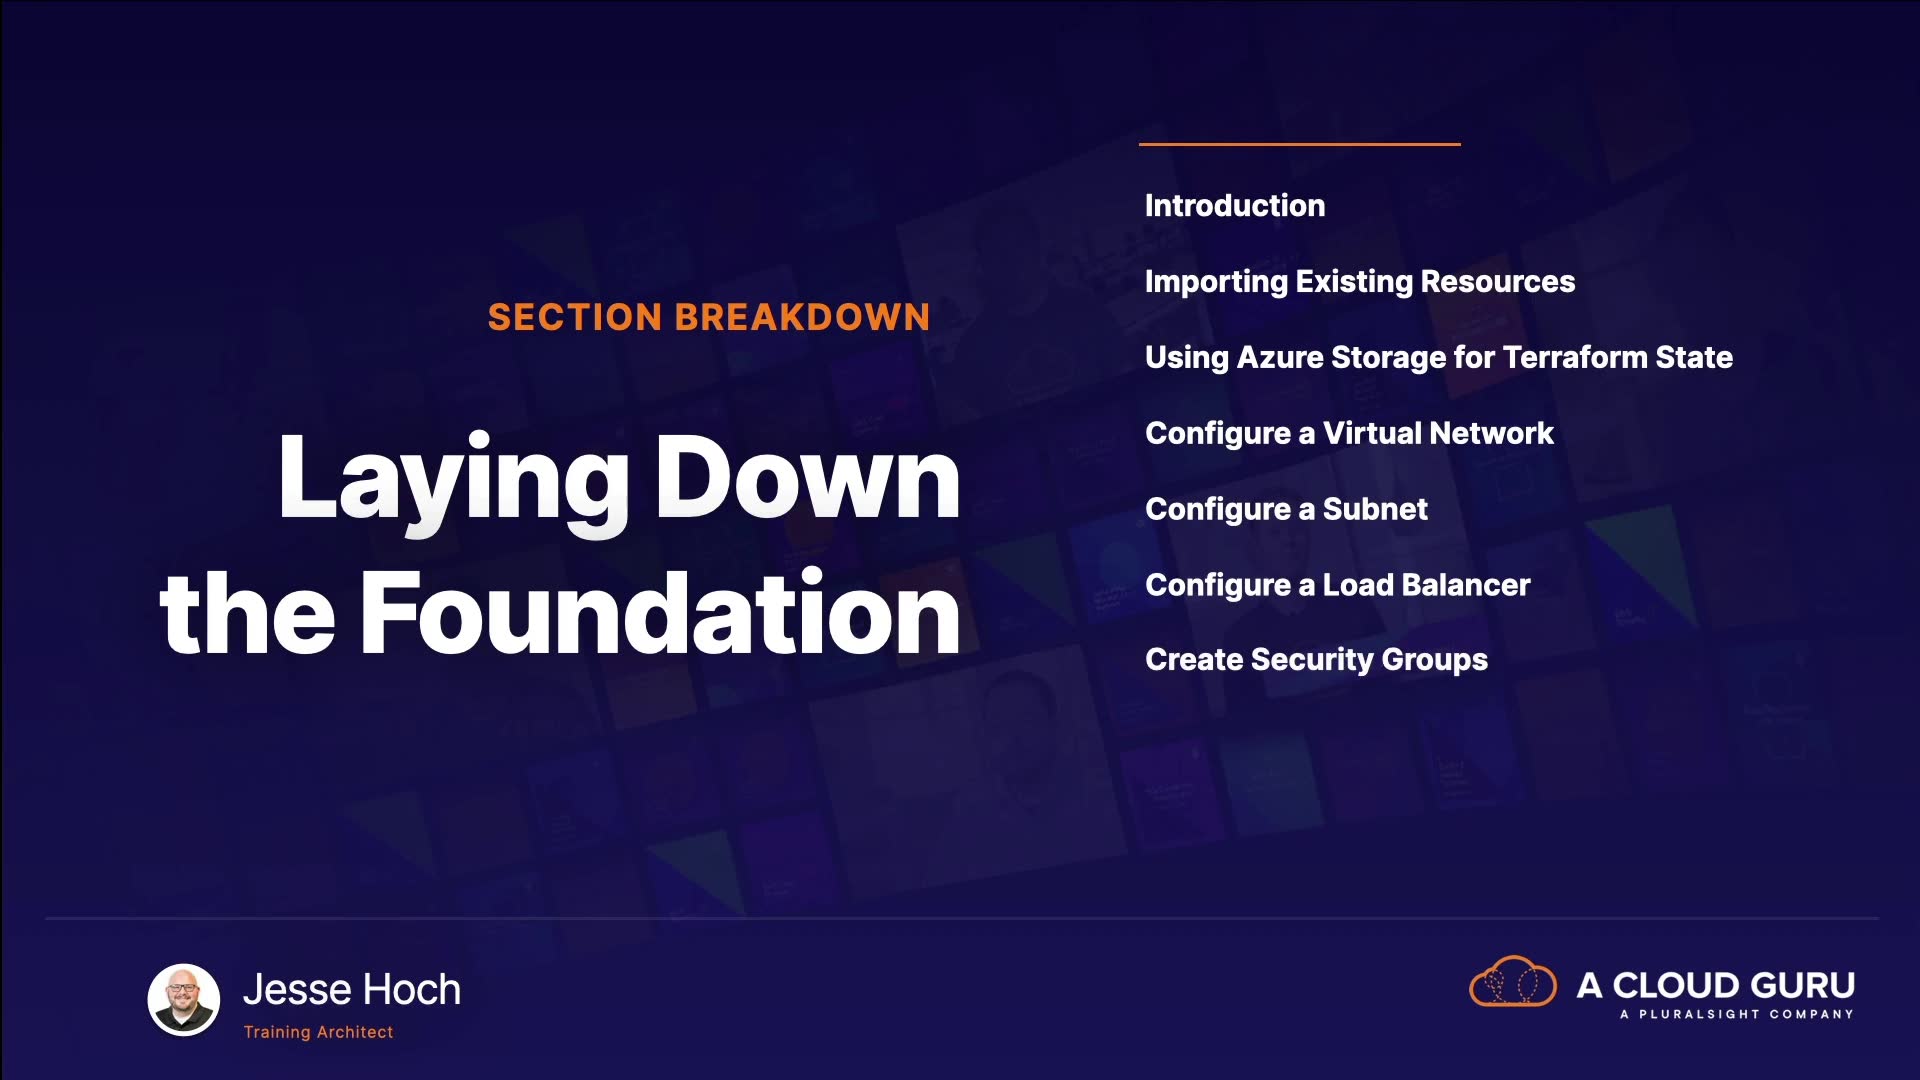 SECTION BREAKDOWN
Laying Down
the Foundation
Introduction
Importing Existing Resources
Using Azure Storage for Terraform State
Configure a Virtual Network
Configure a Subnet
Configure a Load Balancer
Create Security Groups
Jesse Hoch
Training Architect
A CLOUD GURU
A PLURALSIGHT COMPANY